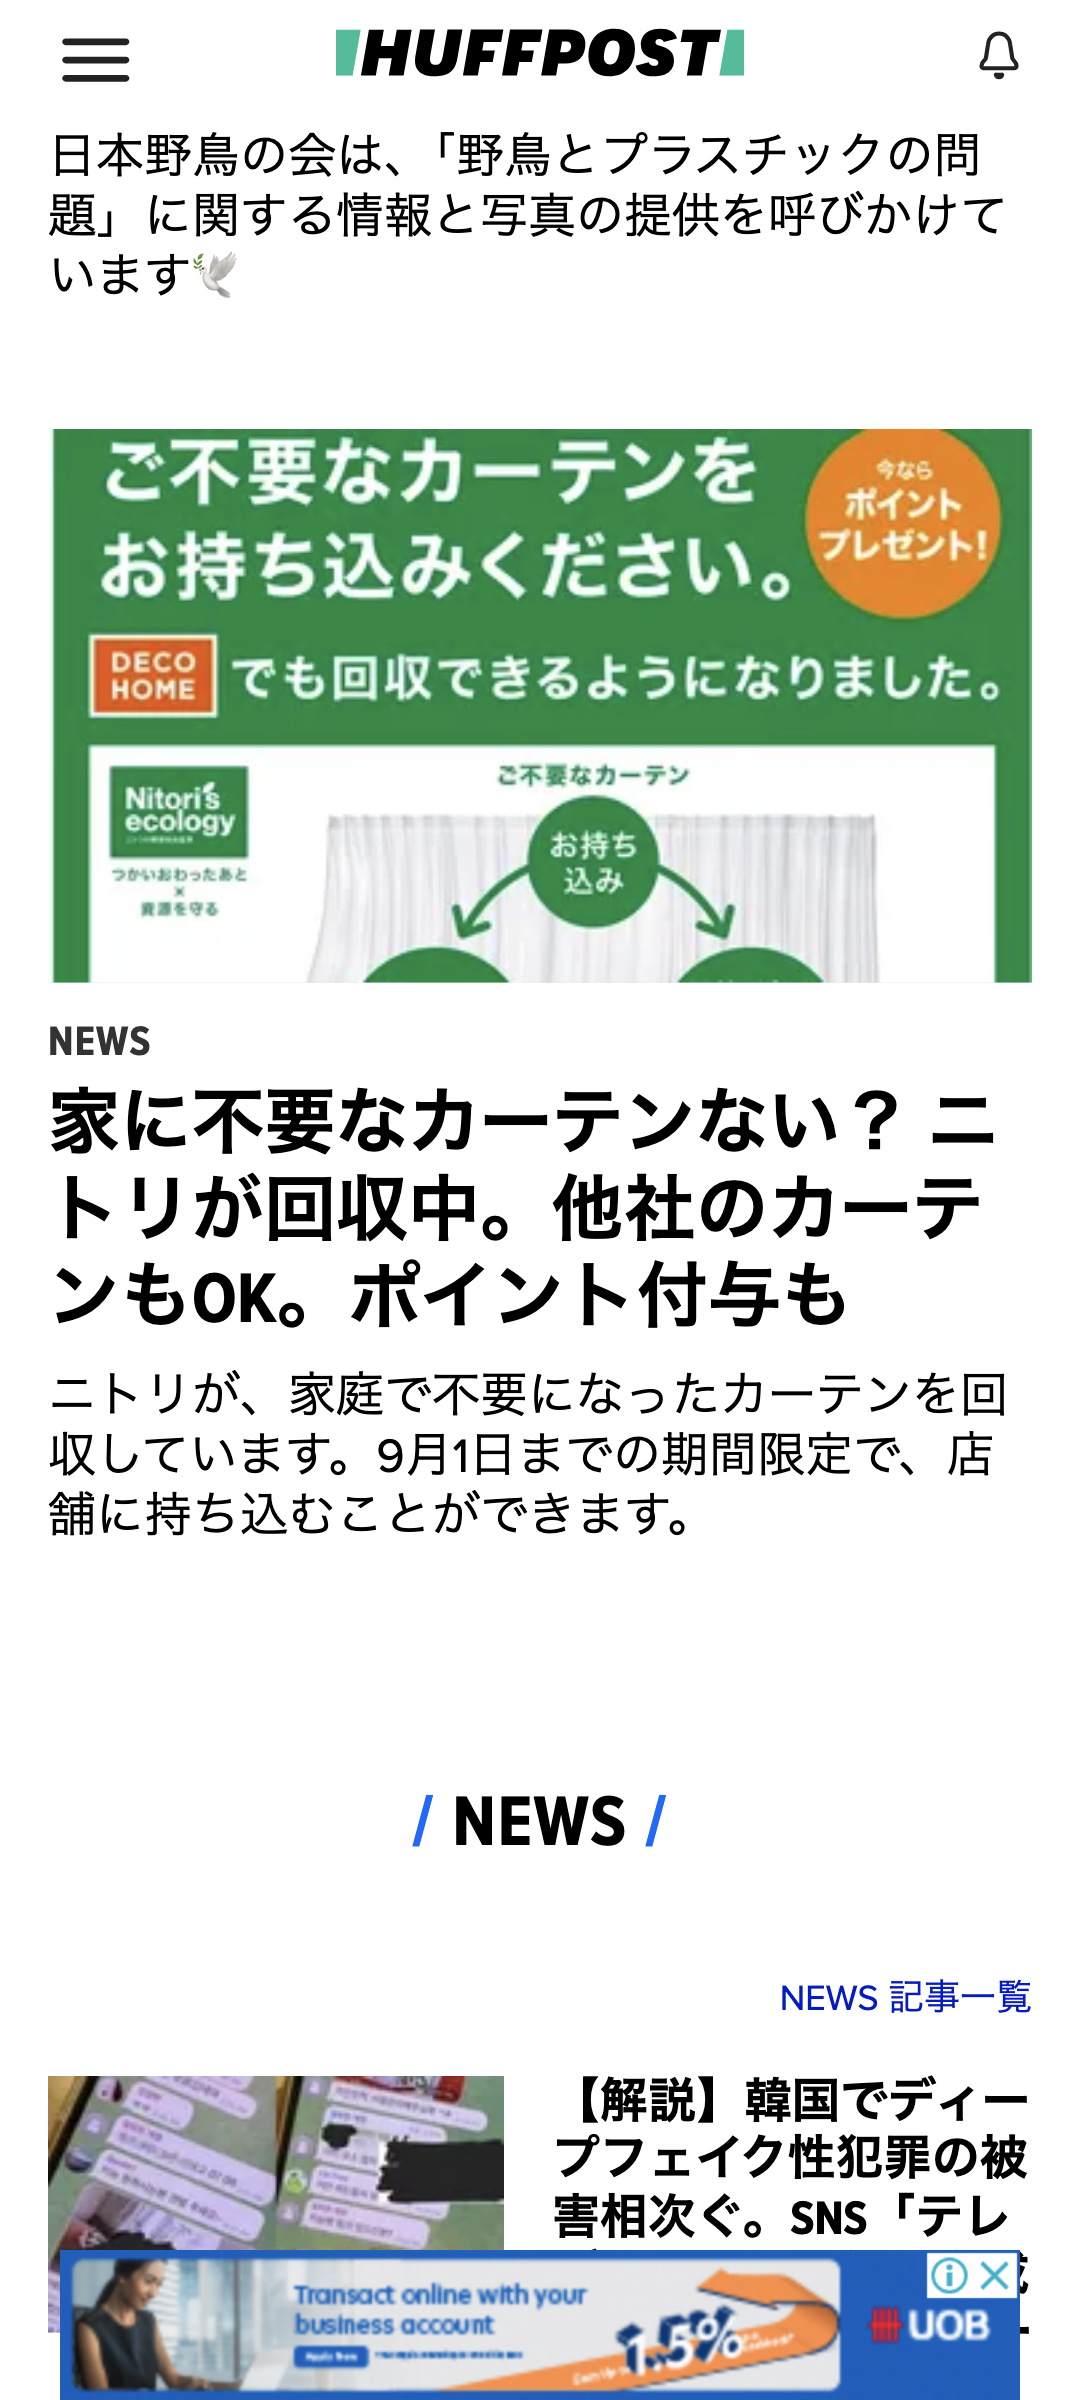 HUFFPOST
日本野鳥の会は、「野鳥とプラスチックの問
題」に関する情報と写真の提供を呼びかけて
います🕊️
ご不要なカーテンを
お持ち込みください。
今なら
ポイント
プレゼント!
DECO
HOME
でも回収できるようになりました。
Nitori's
ecology
つかいおわったあと
×
資源を守る
ご不要なカーテン
お持ち
込み
NEWS
家に不要なカーテンない？ ニ
トリが回収中。他社のカーテ
ンもOK。ポイント付与も
ニトリが、家庭で不要になったカーテンを回
収しています。9月1日までの期間限定で、店
舗に持ち込むことができます。
/ NEWS /
NEWS 記事一覧
【解説】韓国でディー
プフェイク性犯罪の被
害相次ぐ。SNS「テレ
Transact online with your
business account
Apply Now
1.5%
UOB